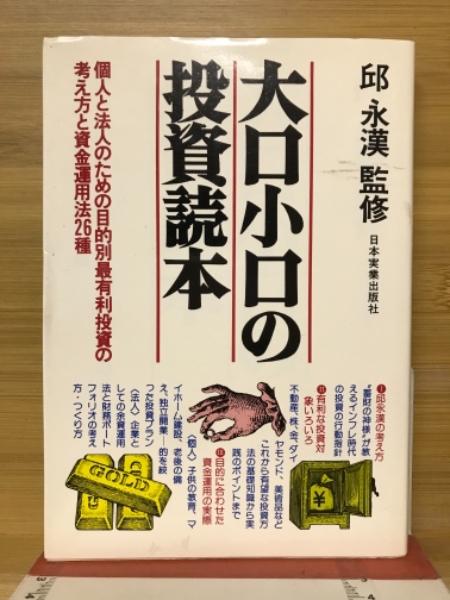 邱 永漢 監修
日本実業出版社
大口小口の
投資読本
個人と法人のための目的別最有利投資の
考え方と資金運用法26種
Ⅰ邱永漢の考え方
"蓄財の神様"が教
えるインフレ時代
の投資の行動指針
Ⅱ有利な投資対
象いろいろ
不動産、株、金、ダイ
ヤモンド、美術品など
これから有望な投資方
法の基礎知識から実
践のポイントまで
Ⅲ目的に合わせた
資金運用の実際
〈個人〉子供の教育、マ
イホーム建設、老後の備
え、独立開業――的を絞
った投資プラン
〈法人〉企業と
しての余資運用
法と財務ポート
フォリオの考え
方・つくり方
GOLD